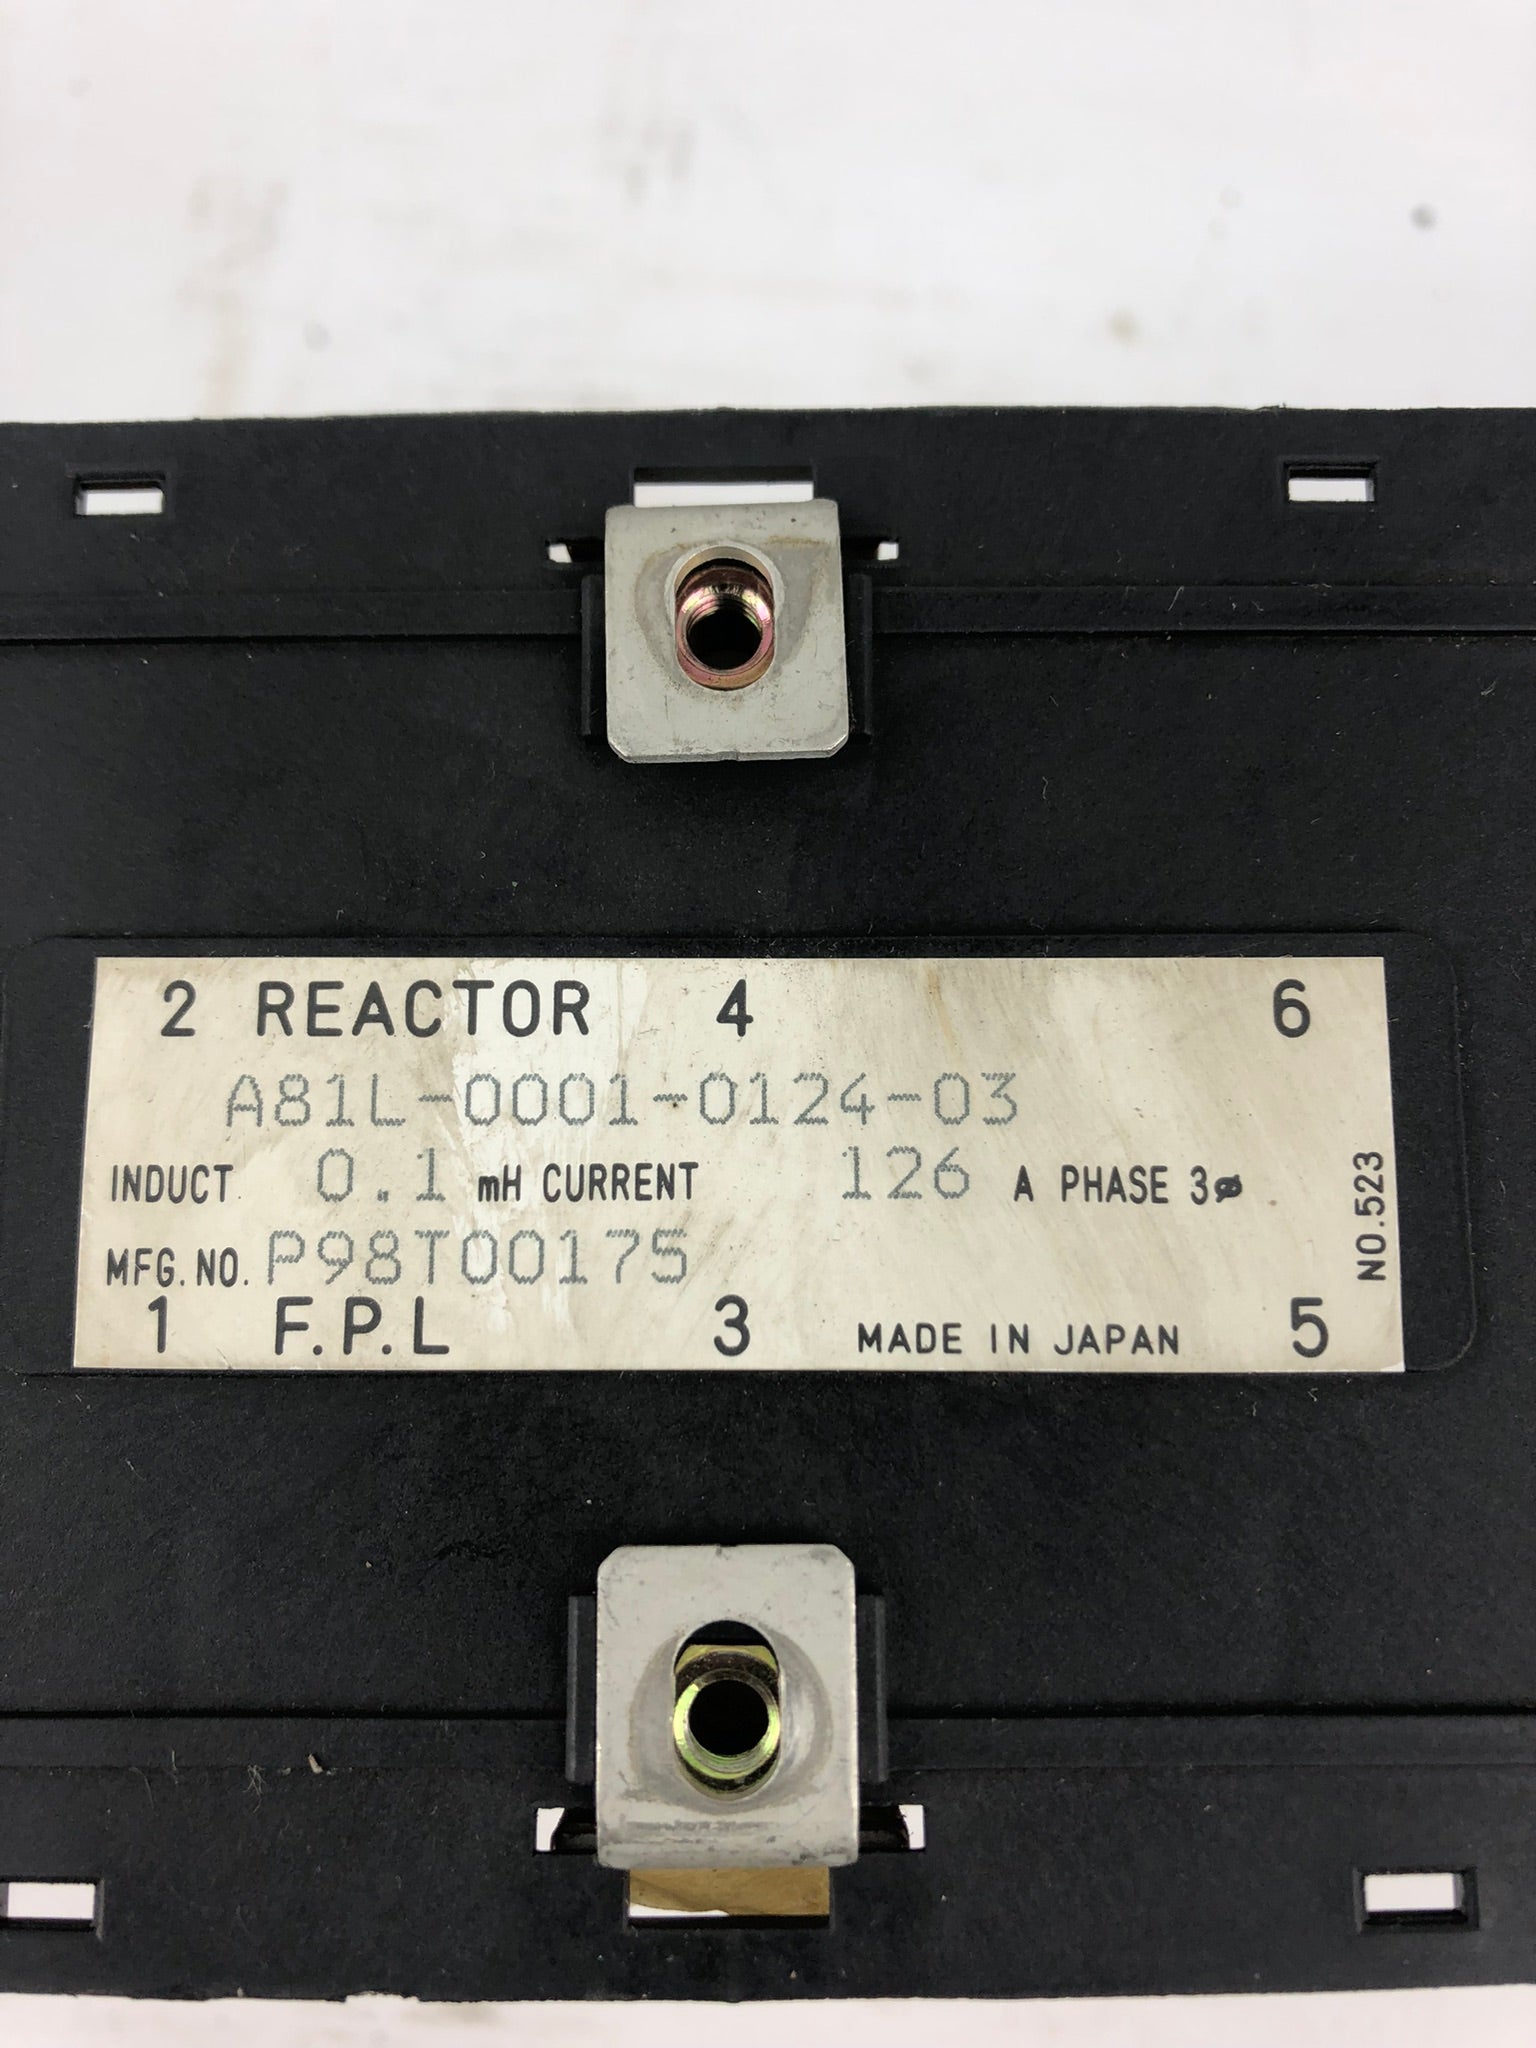 2 REACTOR 4 6
A81L-0001-0124-03
INDUCT. 0.1 mH CURRENT 126 A PHASE 3ø
MFG. NO. P98T00175
1 F.P.L 3 MADE IN JAPAN 5
NO.523